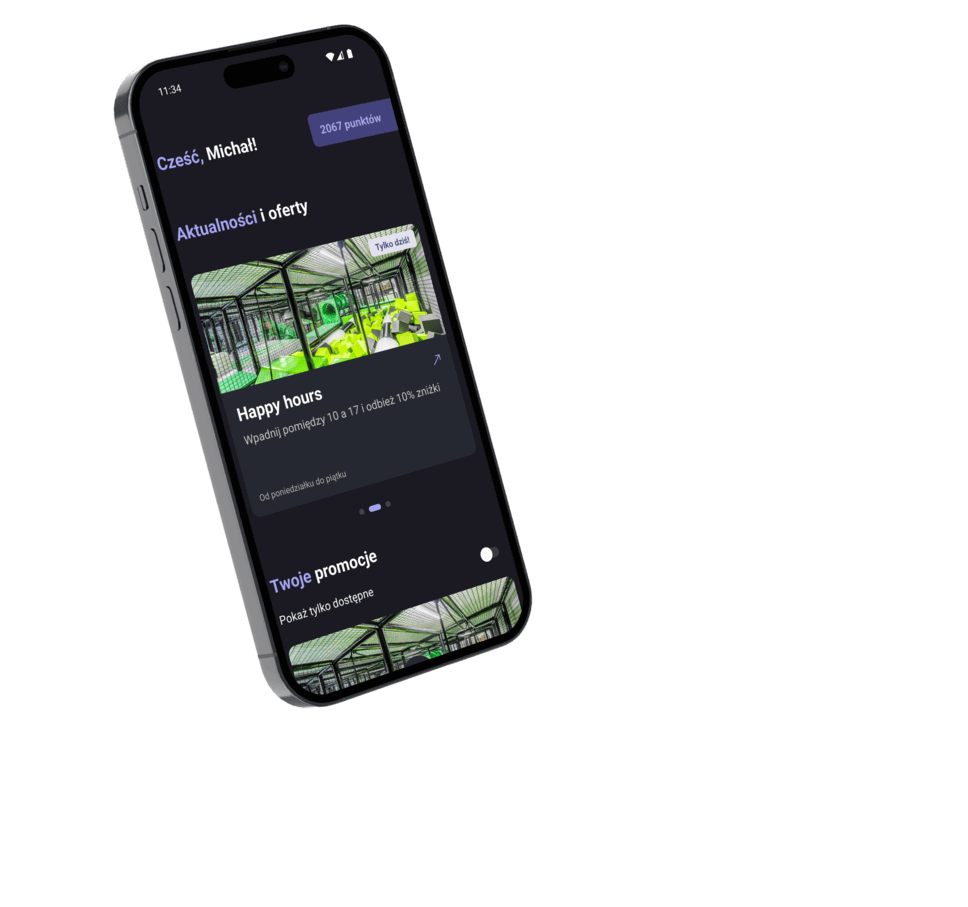 11:34
2067 punktów
Cześć, Michał!
Aktualności i oferty
Tylko dziś!
Happy hours
Wpadnij pomiędzy 10 a 17 i odbież 10% zniżki
Od poniedziałku do piątku
Twoje promocje
Pokaż tylko dostępne